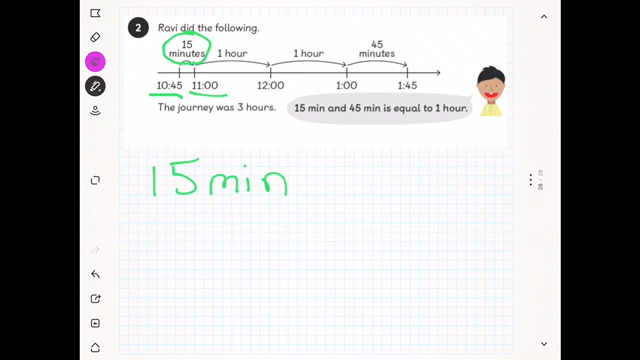 2 Ravi did the following.
15 minutes 1 hour 1 hour 45 minutes
10:45 11:00 12:00 1:00 1:45
The journey was 3 hours.
15 min and 45 min is equal to 1 hour.
15 min
28 / 28